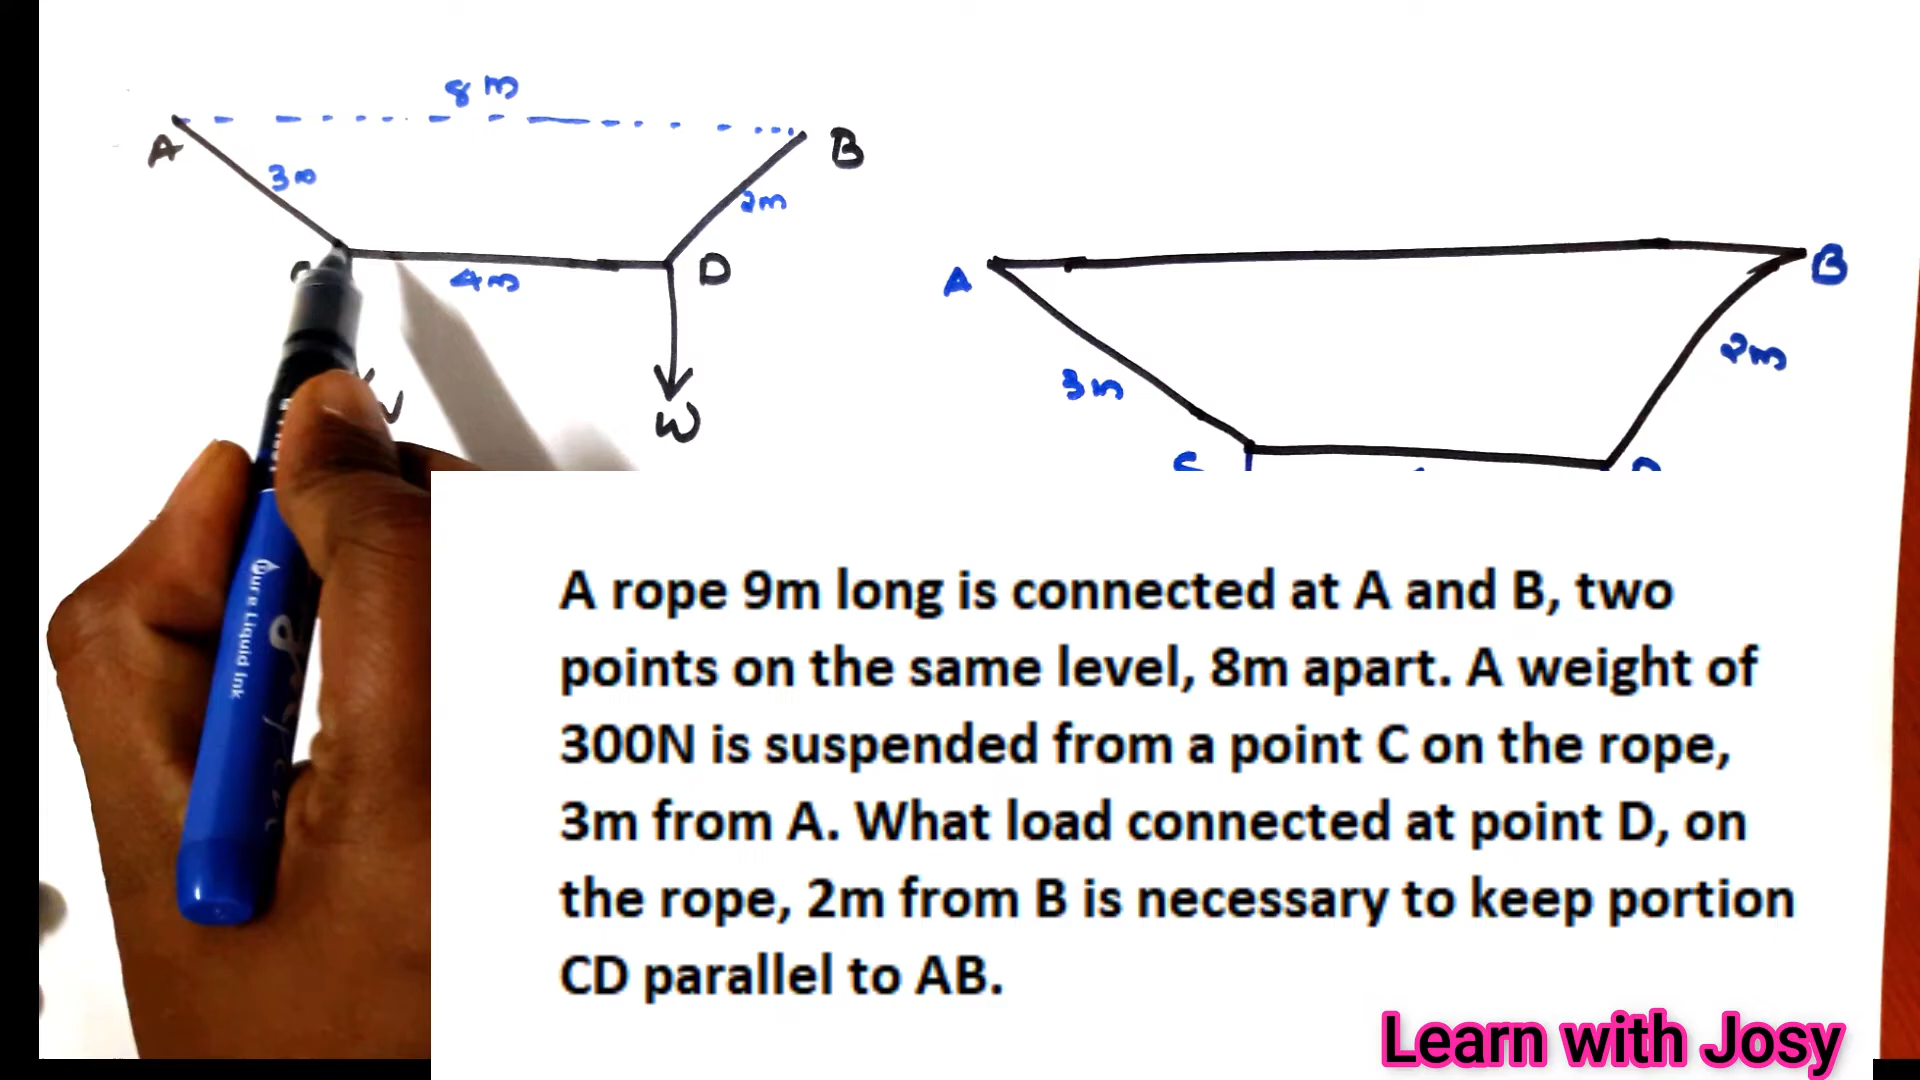 8m
A
B
3m
2m
D
4m
W
A
B
3m
2m
A rope 9m long is connected at A and B, two
points on the same level, 8m apart. A weight of
300N is suspended from a point C on the rope,
3m from A. What load connected at point D, on
the rope, 2m from B is necessary to keep portion
CD parallel to AB.
Learn with Josy